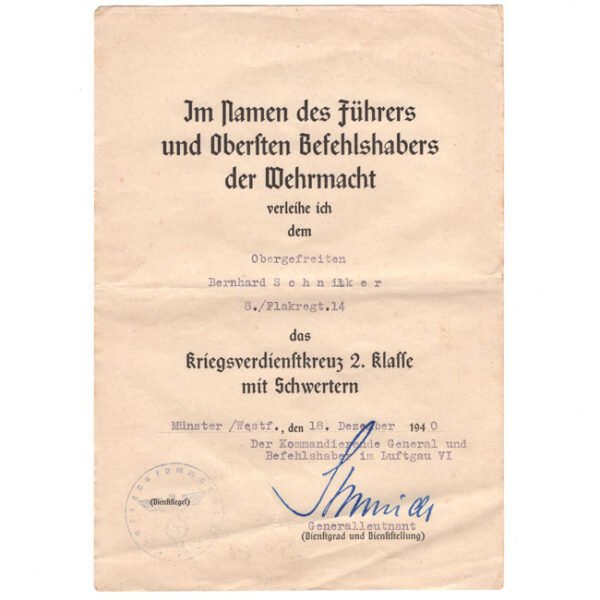 Im Namen des Führers
und Obersten Befehlshabers
der Wehrmacht
verleihe ich
dem
Obergefreiten
Bernhard S c h n i t k e r
8./Flakregt.14
das
Kriegsverdienstkreuz 2. Klasse
mit Schwertern
Münster /Westf., den 18. Dezember 1940
Der Kommandierende General und
Befehlshaber im Luftgau VI
(Dienstsiegel)
Generalleutnant
(Dienstgrad und Dienststellung)